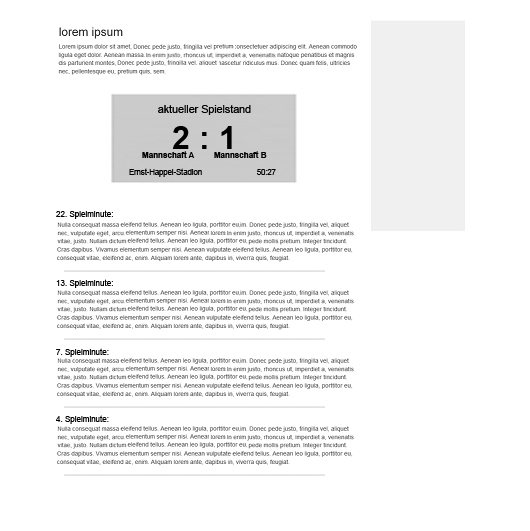 lorem ipsum
Lorem ipsum dolor sit amet, Donec pede justo, fringilla vel pretium :onsectetuer adipiscing elit. Aenean commodo
ligula eget dolor. Aenean massa In enim justo, rhoncus ut, imperdiet a, venenatis natoque penatibus et magnis
dis parturient montes, Donec pede justo, fringilla vel, aliquet nascetur ridiculus mus. Donec quam felis, ultricies
nec, pellentesque eu, pretium quis, sem.
aktueller Spielstand
2 : 1
Mannschaft A Mannschaft B
Ernst-Happel-Stadion 50:27
22. Spielminute:
Nulla consequat massa eleifend tellus. Aenean leo ligula, porttitor euim. Donec pede justo, fringilla vel, aliquet
nec, vulputate eget, arcu elementum semper nisi. Aenear lorem In enim justo, rhoncus ut, imperdiet a, venenatis
vitae, justo. Nullam dictum eleifend tellus. Aenean leo ligula, porttitor eu, pede mollis pretium. Integer tincidunt.
Cras dapibus. Vivamus elementum semper nisi. Aenean vulputate eleifend tellus. Aenean leo ligula, porttitor eu,
consequat vitae, eleifend ac, enim. Aliquam lorem ante, dapibus in, viverra quis, feugiat.
13. Spielminute:
Nulla consequat massa eleifend tellus. Aenean leo ligula, porttitor euim. Donec pede justo, fringilla vel, aliquet
nec, vulputate eget, arcu elementum semper nisi. Aenear lorem In enim justo, rhoncus ut, imperdiet a, venenatis
vitae, justo. Nullam dictum eleifend tellus. Aenean leo ligula, porttitor eu, pede mollis pretium. Integer tincidunt.
Cras dapibus. Vivamus elementum semper nisi. Aenean vulputate eleifend tellus. Aenean leo ligula, porttitor eu,
consequat vitae, eleifend ac, enim. Aliquam lorem ante, dapibus in, viverra quis, feugiat.
7. Spielminute:
Nulla consequat massa eleifend tellus. Aenean leo ligula, porttitor euim. Donec pede justo, fringilla vel, aliquet
nec, vulputate eget, arcu elementum semper nisi. Aenear lorem In enim justo, rhoncus ut, imperdiet a, venenatis
vitae, justo. Nullam dictum eleifend tellus. Aenean leo ligula, porttitor eu, pede mollis pretium. Integer tincidunt.
Cras dapibus. Vivamus elementum semper nisi. Aenean vulputate eleifend tellus. Aenean leo ligula, porttitor eu,
consequat vitae, eleifend ac, enim. Aliquam lorem ante, dapibus in, viverra quis, feugiat.
4. Spielminute:
Nulla consequat massa eleifend tellus. Aenean leo ligula, porttitor euim. Donec pede justo, fringilla vel, aliquet
nec, vulputate eget, arcu elementum semper nisi. Aenear lorem In enim justo, rhoncus ut, imperdiet a, venenatis
vitae, justo. Nullam dictum eleifend tellus. Aenean leo ligula, porttitor eu, pede mollis pretium. Integer tincidunt.
Cras dapibus. Vivamus elementum semper nisi. Aenean vulputate eleifend tellus. Aenean leo ligula, porttitor eu,
consequat vitae, eleifend ac, enim. Aliquam lorem ante, dapibus in, viverra quis, feugiat.